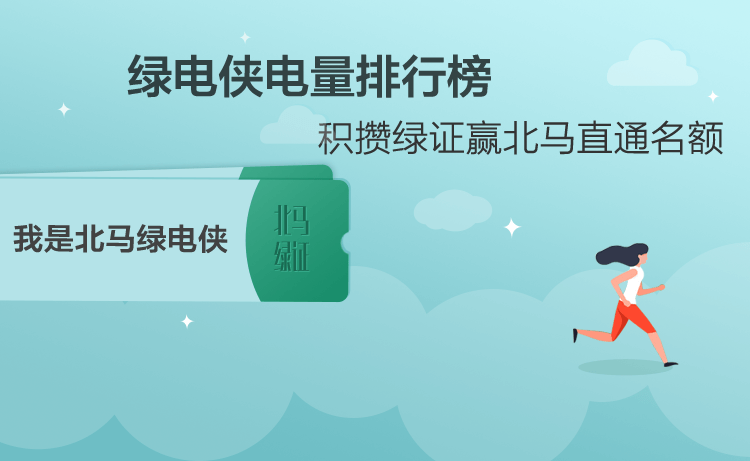 绿电侠电量排行榜
积攒绿证赢北马直通名额
我是北马绿电侠
北马
绿证